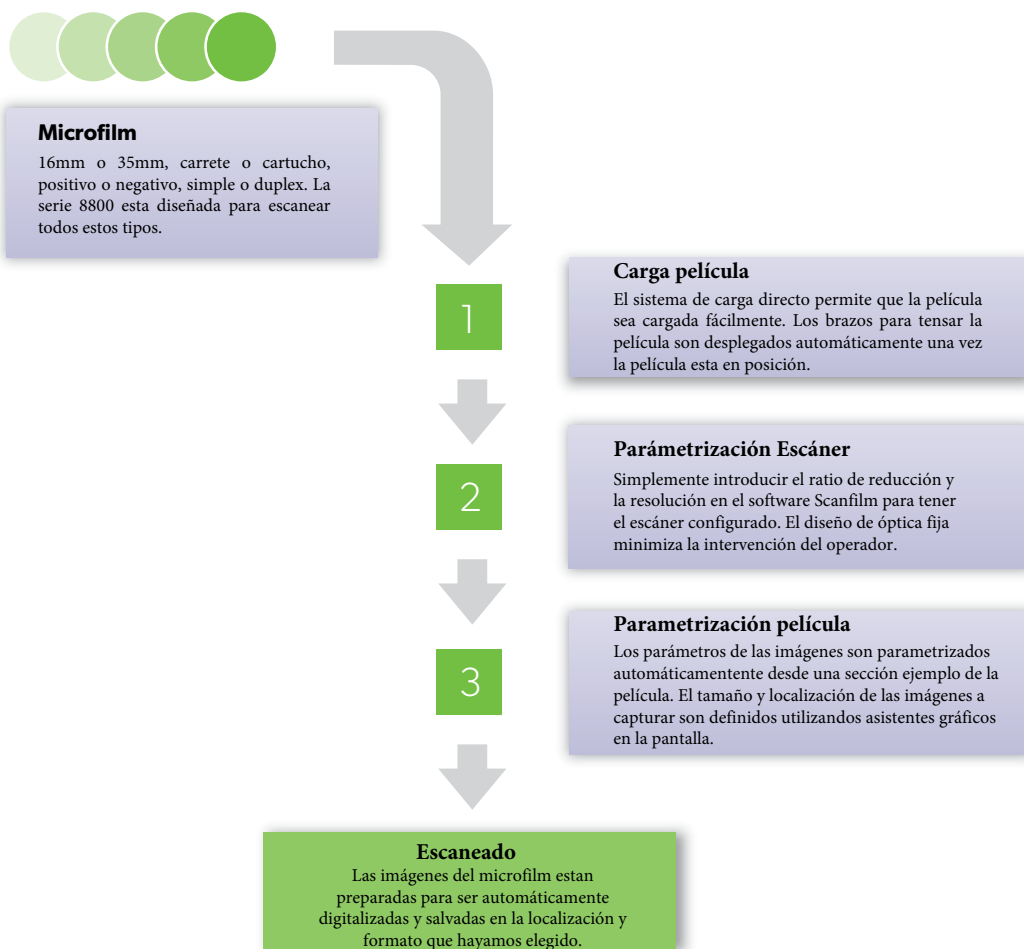 Microfilm
16mm o 35mm, carrete o cartucho,
positivo o negativo, simple o duplex. La
serie 8800 esta diseñada para escanear
todos estos tipos.
1
Carga película
El sistema de carga directo permite que la película
sea cargada fácilmente. Los brazos para tensar la
película son desplegados automáticamente una vez
la película esta en posición.
2
Parámetrización Escáner
Simplemente introducir el ratio de reducción y
la resolución en el software Scanfilm para tener
el escáner configurado. El diseño de óptica fija
minimiza la intervención del operador.
3
Parametrización película
Los parámetros de las imágenes son parametrizados
automáticamentente desde una sección ejemplo de la
película. El tamaño y localización de las imágenes a
capturar son definidos utilizandos asistentes gráficos
en la pantalla.
Escaneado
Las imágenes del microfilm estan
preparadas para ser automáticamente
digitalizadas y salvadas en la localización y
formato que hayamos elegido.